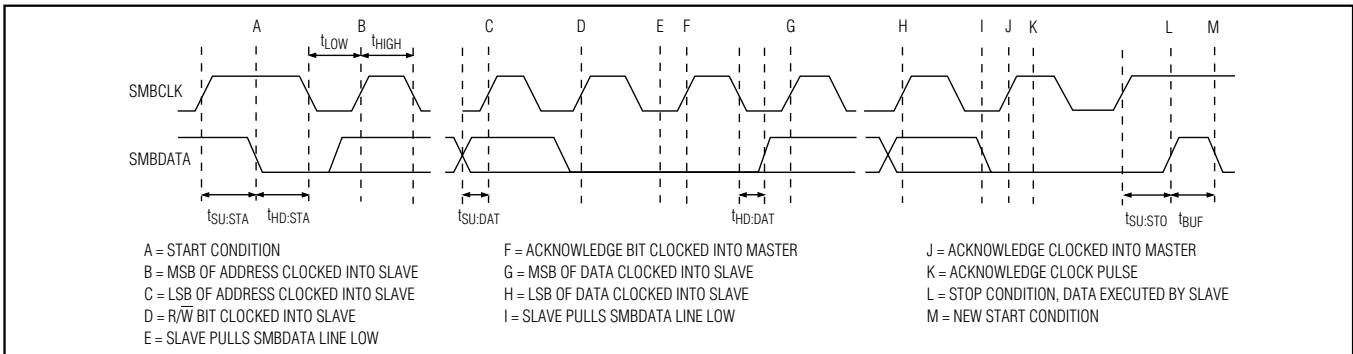 A B C D E F G H I J K L M
tLOW tHIGH
SMBCLK
SMBDATA
tSU:STA tHD:STA tSU:DAT tHD:DAT tSU:STO tBUF
A = START CONDITION
B = MSB OF ADDRESS CLOCKED INTO SLAVE
C = LSB OF ADDRESS CLOCKED INTO SLAVE
D = R/W̅ BIT CLOCKED INTO SLAVE
E = SLAVE PULLS SMBDATA LINE LOW
F = ACKNOWLEDGE BIT CLOCKED INTO MASTER
G = MSB OF DATA CLOCKED INTO SLAVE
H = LSB OF DATA CLOCKED INTO SLAVE
I = SLAVE PULLS SMBDATA LINE LOW
J = ACKNOWLEDGE CLOCKED INTO MASTER
K = ACKNOWLEDGE CLOCK PULSE
L = STOP CONDITION, DATA EXECUTED BY SLAVE
M = NEW START CONDITION